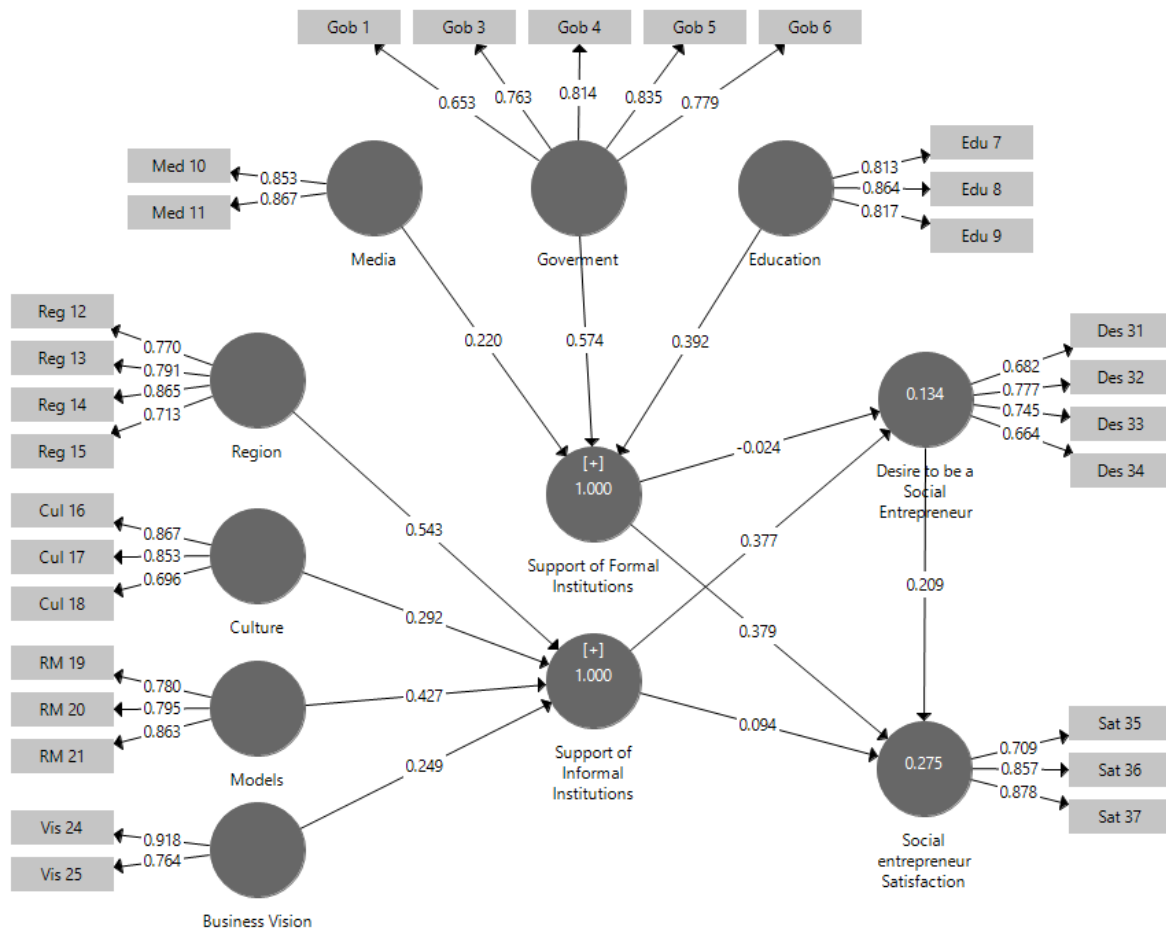 Gob 1
Gob 3
Gob 4
Gob 5
Gob 6
0.653
0.763
0.814
0.835
0.779
Med 10
Med 11
0.853
0.867
Media
Goverment
Education
0.813
0.864
0.817
Edu 7
Edu 8
Edu 9
0.220
0.574
0.392
Reg 12
Reg 13
Reg 14
Reg 15
0.770
0.791
0.865
0.713
Region
0.543
Cul 16
Cul 17
Cul 18
0.867
0.853
0.696
Culture
0.292
RM 19
RM 20
RM 21
0.780
0.795
0.863
Models
0.427
Vis 24
Vis 25
0.918
0.764
Business Vision
0.249
[+]
1.000
Support of Formal
Institutions
-0.024
0.379
[+]
1.000
Support of
Informal
Institutions
0.377
0.094
0.134
Desire to be a
Social
Entrepreneur
0.682
0.777
0.745
0.664
Des 31
Des 32
Des 33
Des 34
0.209
0.275
Social
entrepreneur
Satisfaction
0.709
0.857
0.878
Sat 35
Sat 36
Sat 37